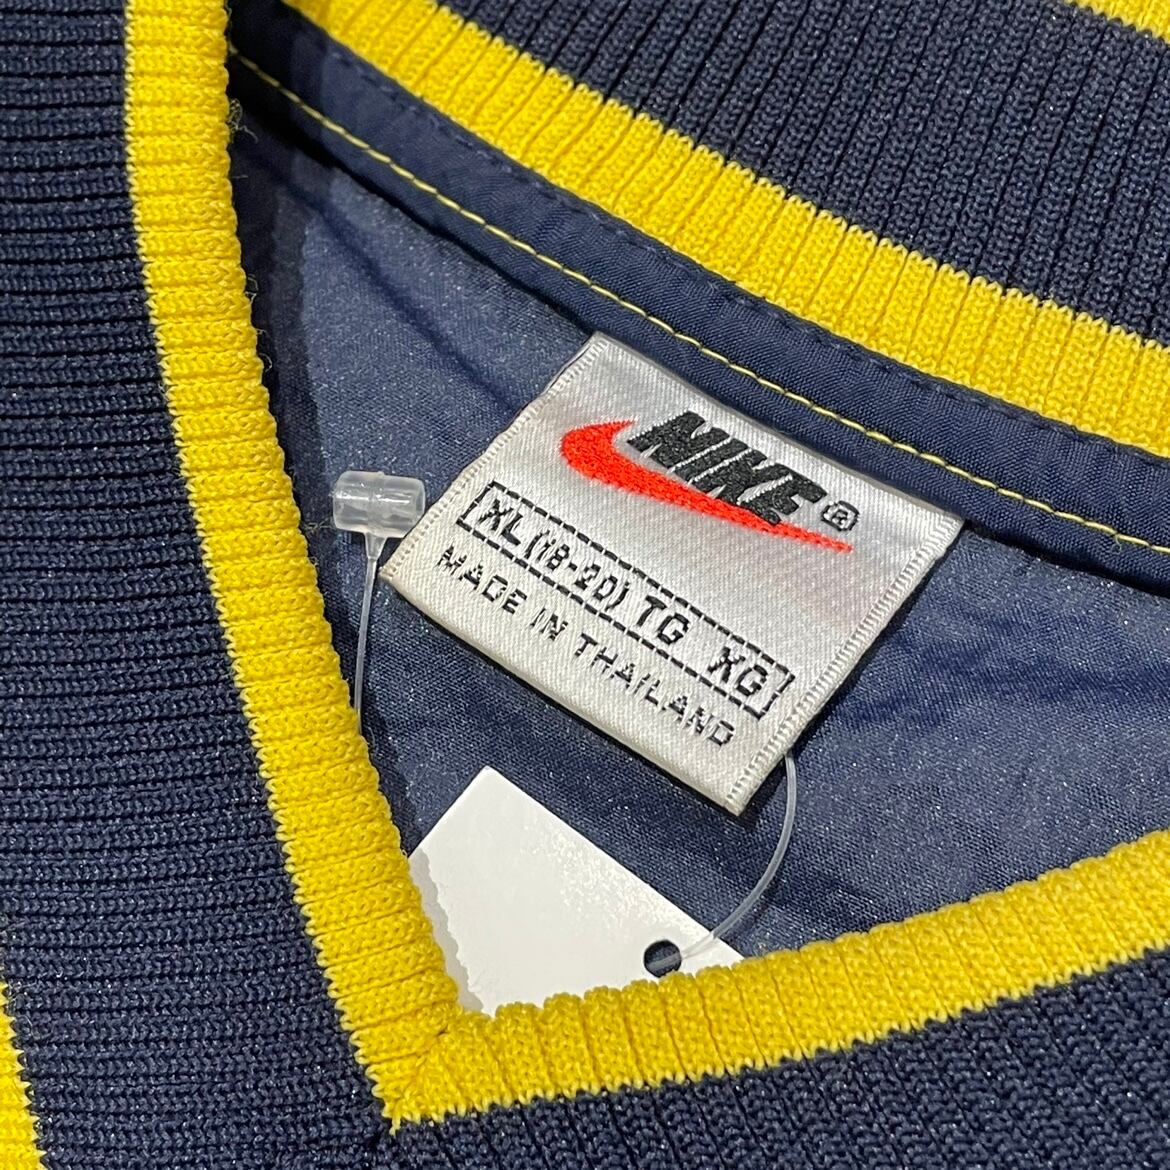 NIKE®
XL (18-20) TG XG
MADE IN THAILAND